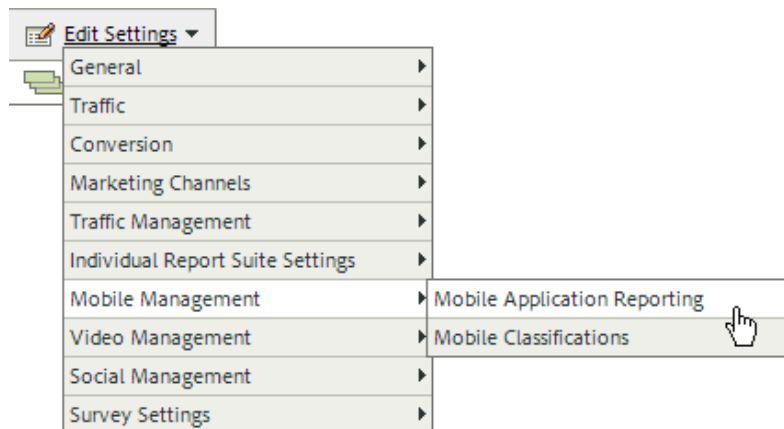 Edit Settings
General
Traffic
Conversion
Marketing Channels
Traffic Management
Individual Report Suite Settings
Mobile Management
Mobile Application Reporting
Video Management
Mobile Classifications
Social Management
Survey Settings